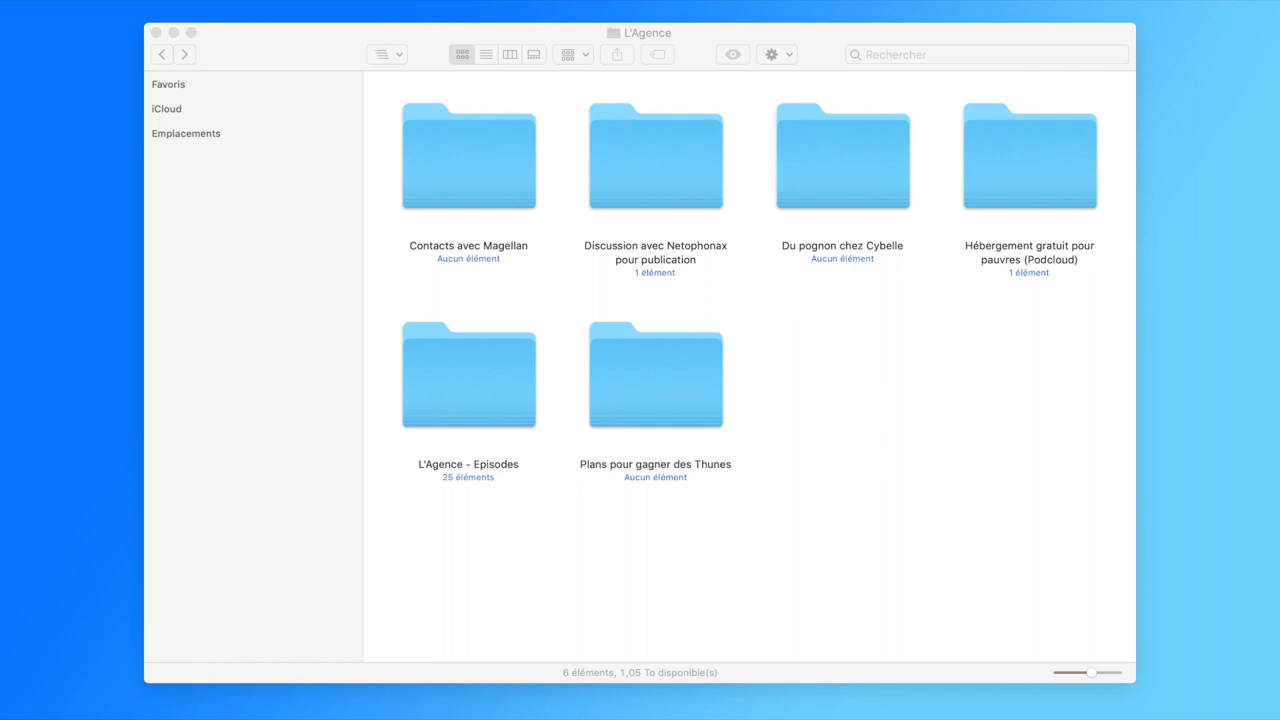 L'Agence
Rechercher
Favoris
iCloud
Emplacements
Contacts avec Magellan
Aucun élément
Discussion avec Netophonax
pour publication
1 élément
Du pognon chez Cybelle
Aucun élément
Hébergement gratuit pour
pauvres (Podcloud)
1 élément
L'Agence - Episodes
25 éléments
Plans pour gagner des Thunes
Aucun élément
6 éléments, 1,05 To disponible(s)